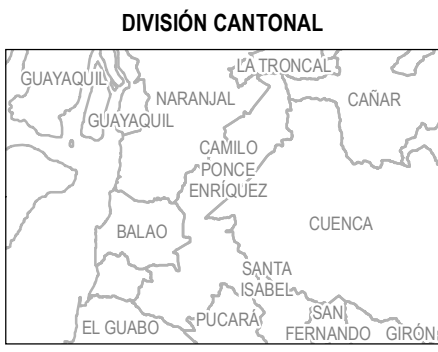 DIVISIÓN CANTONAL
LA TRONCAL
GUAYAQUIL
NARANJAL
CAÑAR
GUAYAQUIL
CAMILO
PONCE
ENRÍQUEZ
CUENCA
BALAO
SANTA
ISABEL
SAN
FERNANDO
PUCARÁ
EL GUABO
GIRÓN